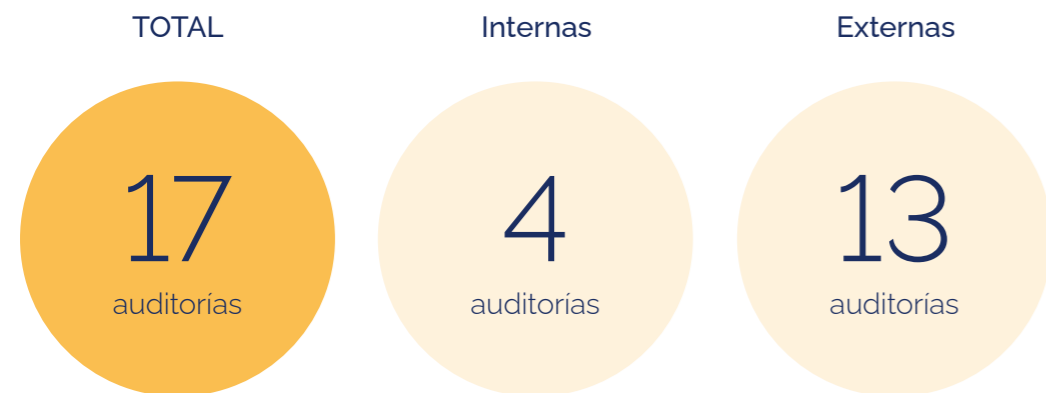 TOTAL
Internas
Externas
17
auditorías
4
auditorías
13
auditorías